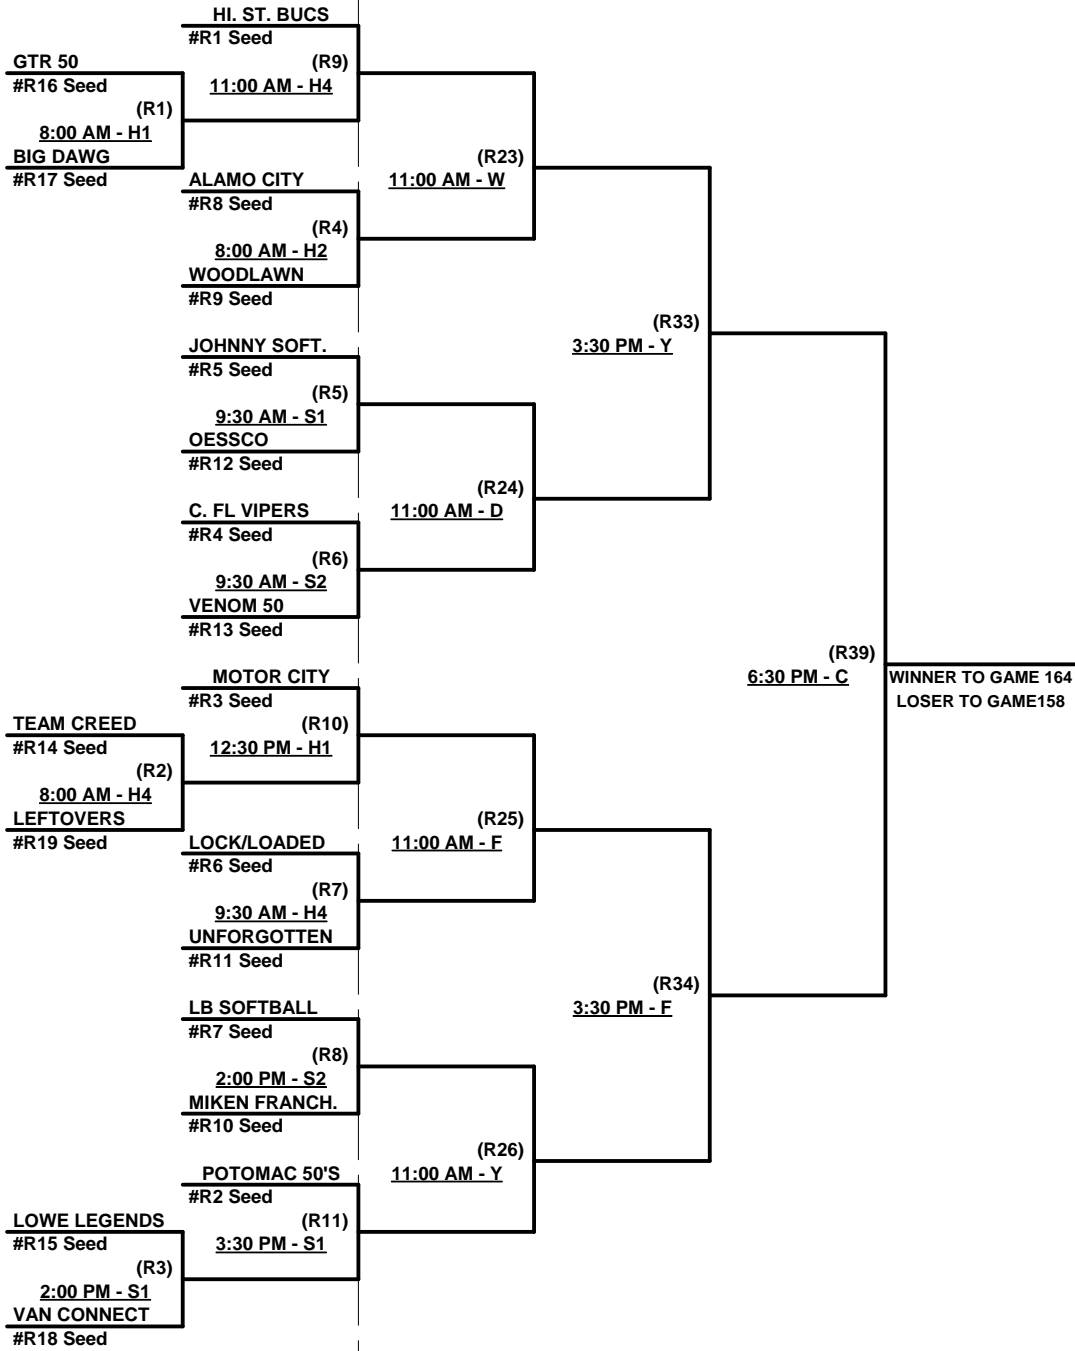 HI. ST. BUCS
#R1 Seed
GTR 50
(R9)
#R16 Seed
11:00 AM - H4
(R1)
8:00 AM - H1
BIG DAWG
(R23)
#R17 Seed
ALAMO CITY
11:00 AM - W
#R8 Seed
(R4)
8:00 AM - H2
WOODLAWN
#R9 Seed
(R33)
JOHNNY SOFT.
3:30 PM - Y
#R5 Seed
(R5)
9:30 AM - S1
OESSCO
#R12 Seed
(R24)
C. FL VIPERS
11:00 AM - D
#R4 Seed
(R6)
9:30 AM - S2
VENOM 50
#R13 Seed
(R39)
MOTOR CITY
6:30 PM - C
WINNER TO GAME 164
#R3 Seed
LOSER TO GAME158
TEAM CREED
(R10)
#R14 Seed
12:30 PM - H1
(R2)
8:00 AM - H4
LEFTOVERS
(R25)
#R19 Seed
LOCK/LOADED
11:00 AM - F
#R6 Seed
(R7)
9:30 AM - H4
UNFORGOTTEN
#R11 Seed
(R34)
LB SOFTBALL
3:30 PM - F
#R7 Seed
(R8)
2:00 PM - S2
MIKEN FRANCH.
#R10 Seed
(R26)
POTOMAC 50'S
11:00 AM - Y
#R2 Seed
LOWE LEGENDS
(R11)
#R15 Seed
3:30 PM - S1
(R3)
2:00 PM - S1
VAN CONNECT
#R18 Seed